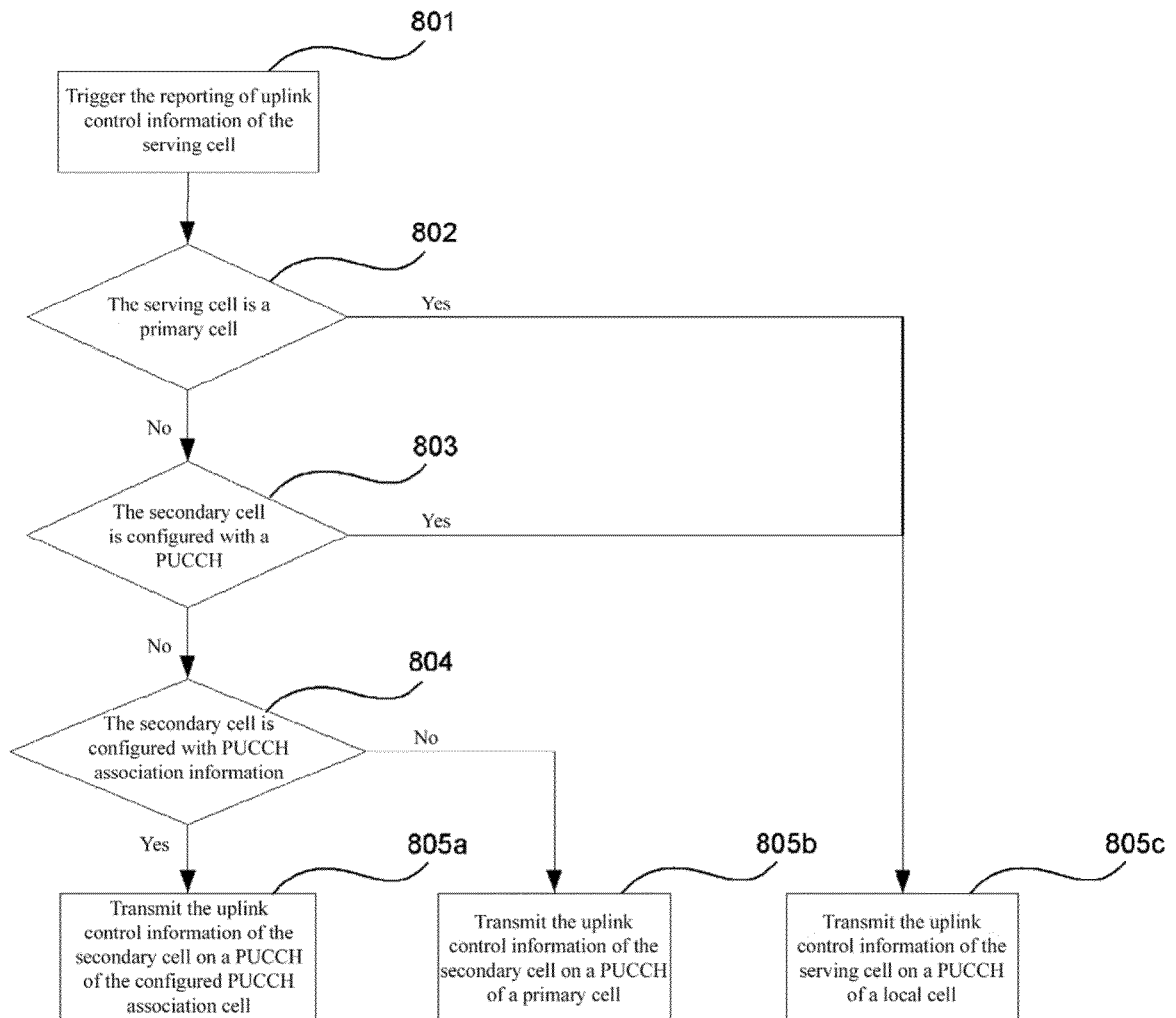 801
Trigger the reporting of uplink
control information of the
serving cell
802
The serving cell is a
primary cell
Yes
No
803
The secondary cell
is configured with a
PUCCH
Yes
No
804
The secondary cell is
configured with PUCCH
association information
No
Yes
805a
Transmit the uplink
control information of the
secondary cell on a PUCCH
of the configured PUCCH
association cell
805b
Transmit the uplink
control information of the
secondary cell on a PUCCH
of a primary cell
805c
Transmit the uplink
control information of the
serving cell on a PUCCH
of a local cell